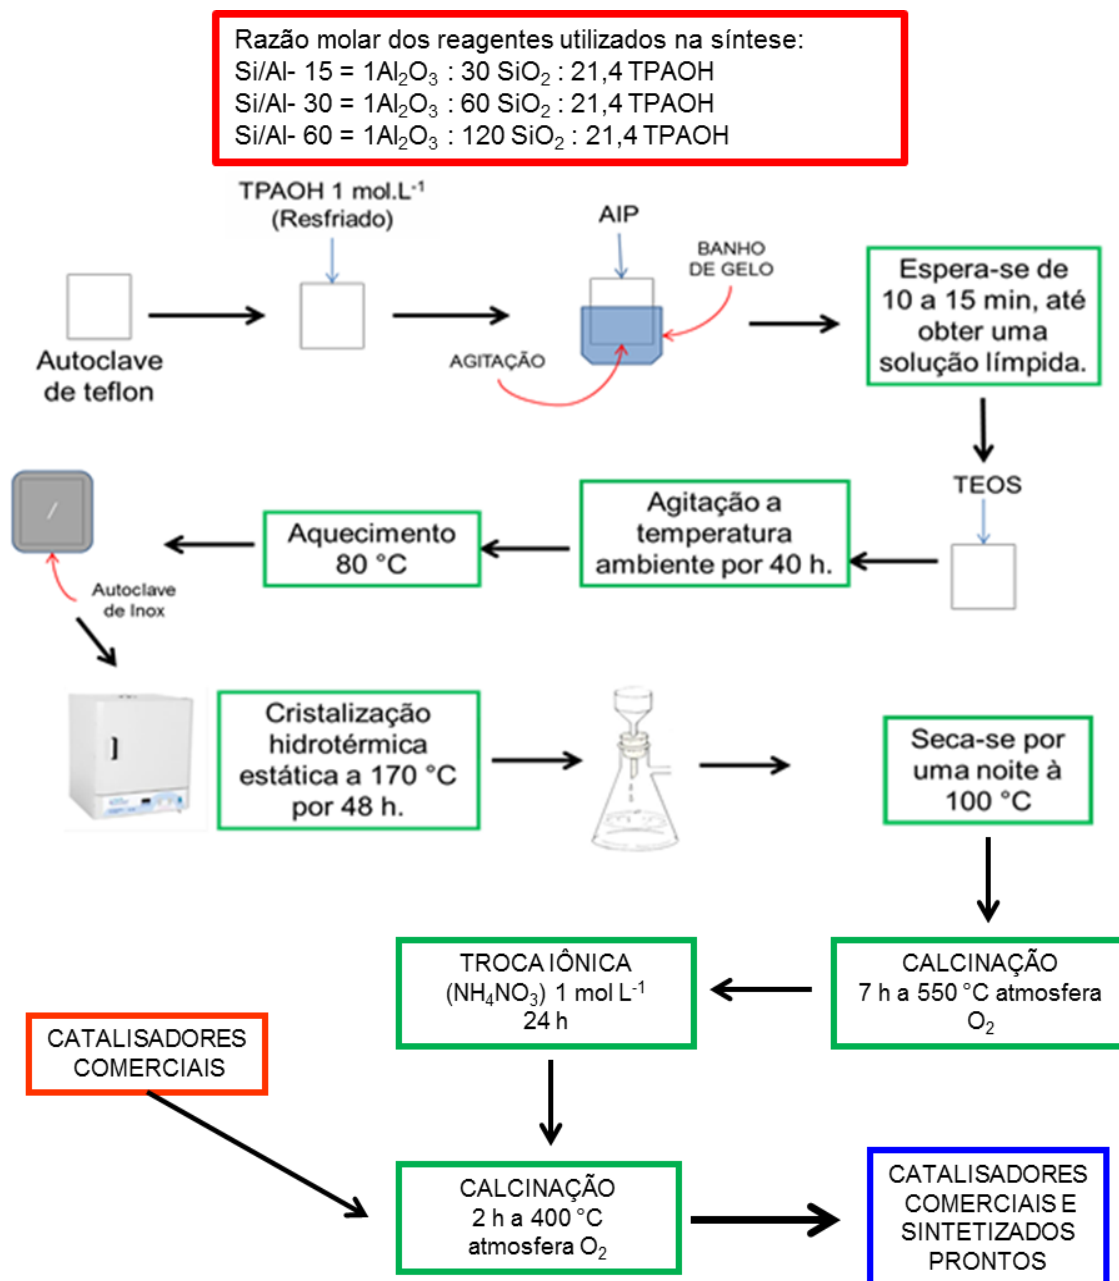 Razão molar dos reagentes utilizados na síntese:
Si/Al- 15 = 1Al₂O₃ : 30 SiO₂ : 21,4 TPAOH
Si/Al- 30 = 1Al₂O₃ : 60 SiO₂ : 21,4 TPAOH
Si/Al- 60 = 1Al₂O₃ : 120 SiO₂ : 21,4 TPAOH
Autoclave
de teflon
TPAOH 1 mol.L⁻¹
(Resfriado)
AIP
BANHO
DE GELO
AGITAÇÃO
Espera-se de
10 a 15 min, até
obter uma
solução límpida.
TEOS
Agitação a
temperatura
ambiente por 40 h.
Aquecimento
80 °C
Autoclave
de Inox
Cristalização
hidrotérmica
estática a 170 °C
por 48 h.
Seca-se por
uma noite à
100 °C
CALCINAÇÃO
7 h a 550 °C atmosfera
O₂
TROCA IÔNICA
(NH₄NO₃) 1 mol L⁻¹
24 h
CATALISADORES
COMERCIAIS
CALCINAÇÃO
2 h a 400 °C
atmosfera O₂
CATALISADORES
COMERCIAIS E
SINTETIZADOS
PRONTOS